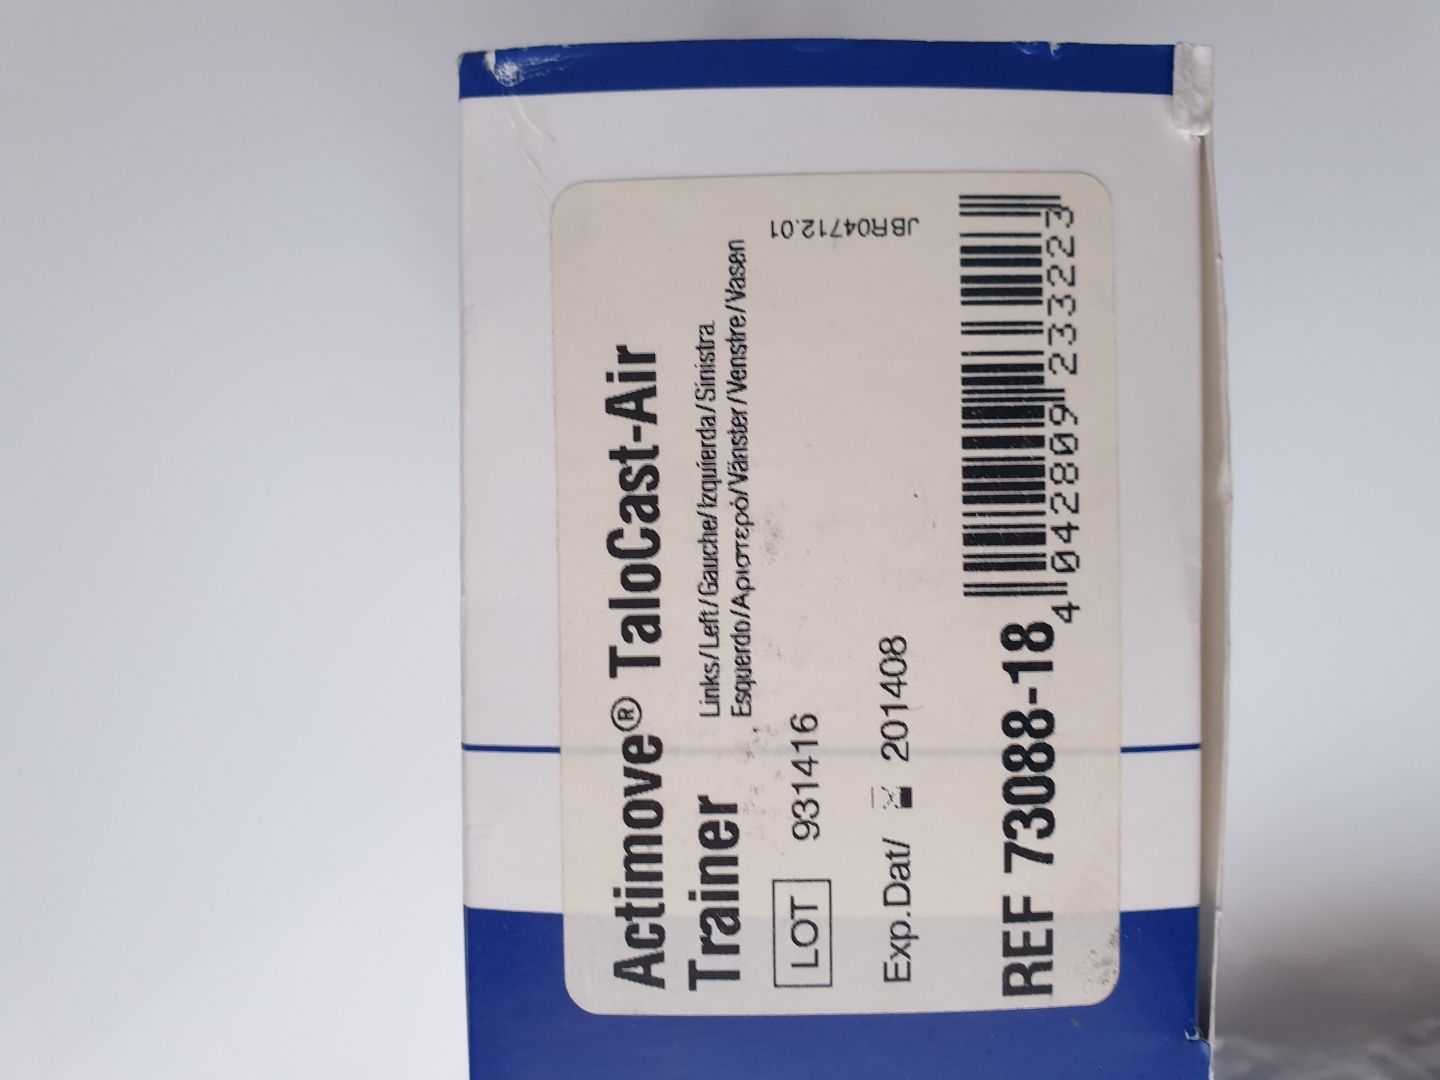 Actimove® TaloCast-Air
Trainer
Links/Left/Gauche/Izquierda/Sinistra
Esquerdo/Αριστερό/Vänster/Venstre/Vasen
LOT 931416
JBR04712.01
Exp.Dat/ 201408
REF 73088-18
4 042809 233223